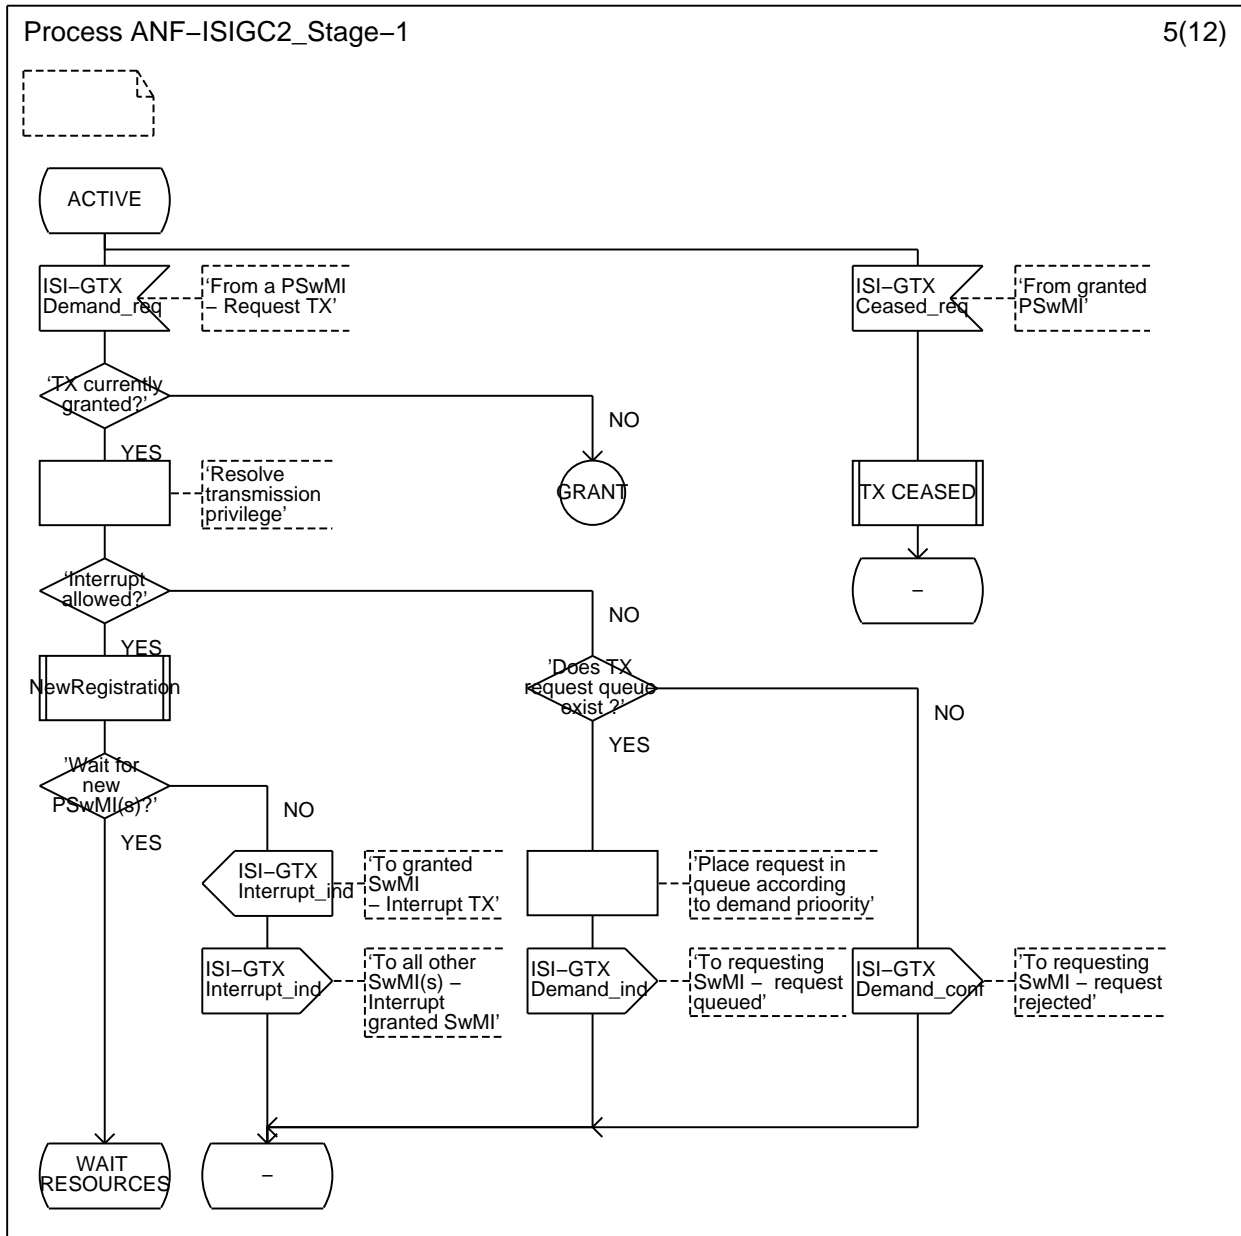 Process ANF–ISIGC2_Stage–1
5(12)
ACTIVE
ISI–GTX
Demand_req
‘From a PSwMI
– Request TX’
ISI–GTX
Ceased_req
‘From granted
PSwMI’
‘TX currently
granted?’
NO
YES
‘Resolve
transmission
privilege’
GRANT
TX CEASED
‘Interrupt
allowed?’
NO
–
YES
NewRegistration
’Does TX
request queue
exist ?’
NO
YES
’Wait for
new
PSwMI(s)?’
NO
YES
ISI–GTX
Interrupt_ind
‘To granted
SwMI
– Interrupt TX’
’Place request in
queue according
to demand prioority’
ISI–GTX
Interrupt_ind
‘To all other
SwMI(s) –
Interrupt
granted SwMI’
ISI–GTX
Demand_ind
‘To requesting
SwMI –  request
queued’
ISI–GTX
Demand_conf
’To requesting
SwMI – request
rejected’
WAIT
RESOURCES
–